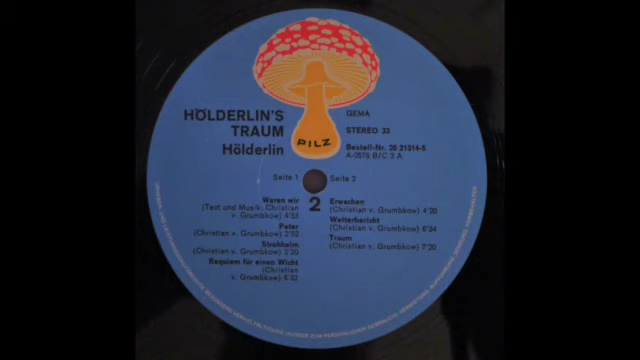 HÖLDERLIN'S
TRAUM
Hölderlin
PILZ
GEMA
STEREO 33
Bestell-Nr. 20 21314-5
A-0576 B/C 3 A
Seite 1
Seite 2
2
Waren wir
(Text und Musik: Christian
v. Grumbkow) 4'53
Peter
(Christian v. Grumbkow) 2'52
Strohhalm
(Christian v. Grumbkow) 2'20
Requiem für einen Wicht
(Christian
v. Grumbkow) 6'32
Erwachen
(Christian v. Grumbkow) 4'20
Wetterbericht
(Christian v. Grumbkow) 6'34
Traum
(Christian v. Grumbkow) 7'20